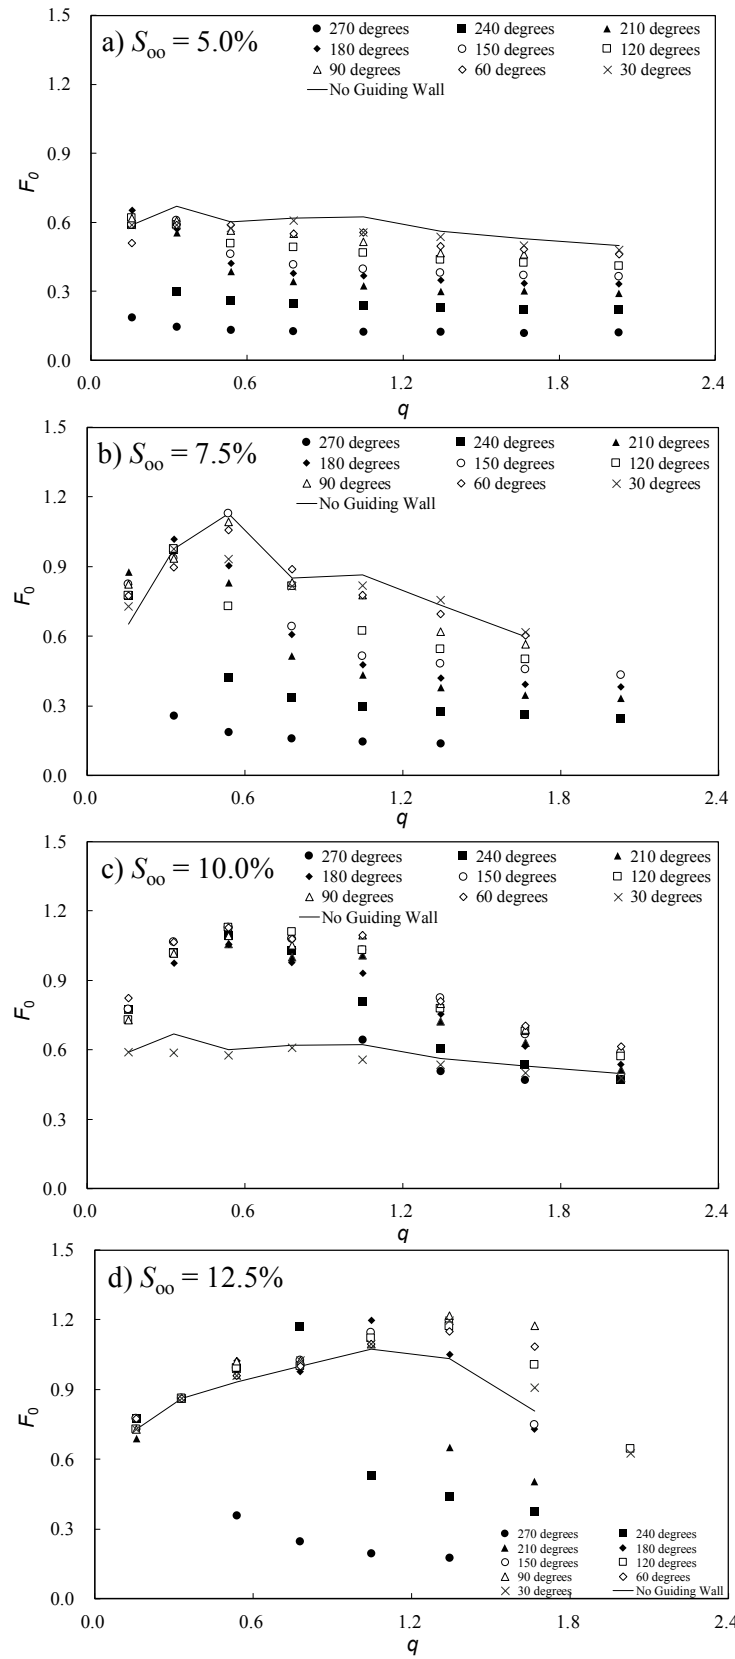 a) Soo = 5.0%
270 degrees 240 degrees 210 degrees
180 degrees 150 degrees 120 degrees
90 degrees 60 degrees 30 degrees
No Guiding Wall
1.5
1.2
0.9
0.6
0.3
0.0
F0
0.0 0.6 1.2 1.8 2.4
q
b) Soo = 7.5%
270 degrees 240 degrees 210 degrees
180 degrees 150 degrees 120 degrees
90 degrees 60 degrees 30 degrees
No Guiding Wall
1.5
1.2
0.9
0.6
0.3
0.0
F0
0.0 0.6 1.2 1.8 2.4
q
c) Soo = 10.0%
270 degrees 240 degrees 210 degrees
180 degrees 150 degrees 120 degrees
90 degrees 60 degrees 30 degrees
No Guiding Wall
1.5
1.2
0.9
0.6
0.3
0.0
F0
0.0 0.6 1.2 1.8 2.4
q
d) Soo = 12.5%
1.5
1.2
0.9
0.6
0.3
0.0
F0
270 degrees 240 degrees
210 degrees 180 degrees
150 degrees 120 degrees
90 degrees 60 degrees
30 degrees No Guiding Wall
0.0 0.6 1.2 1.8 2.4
q